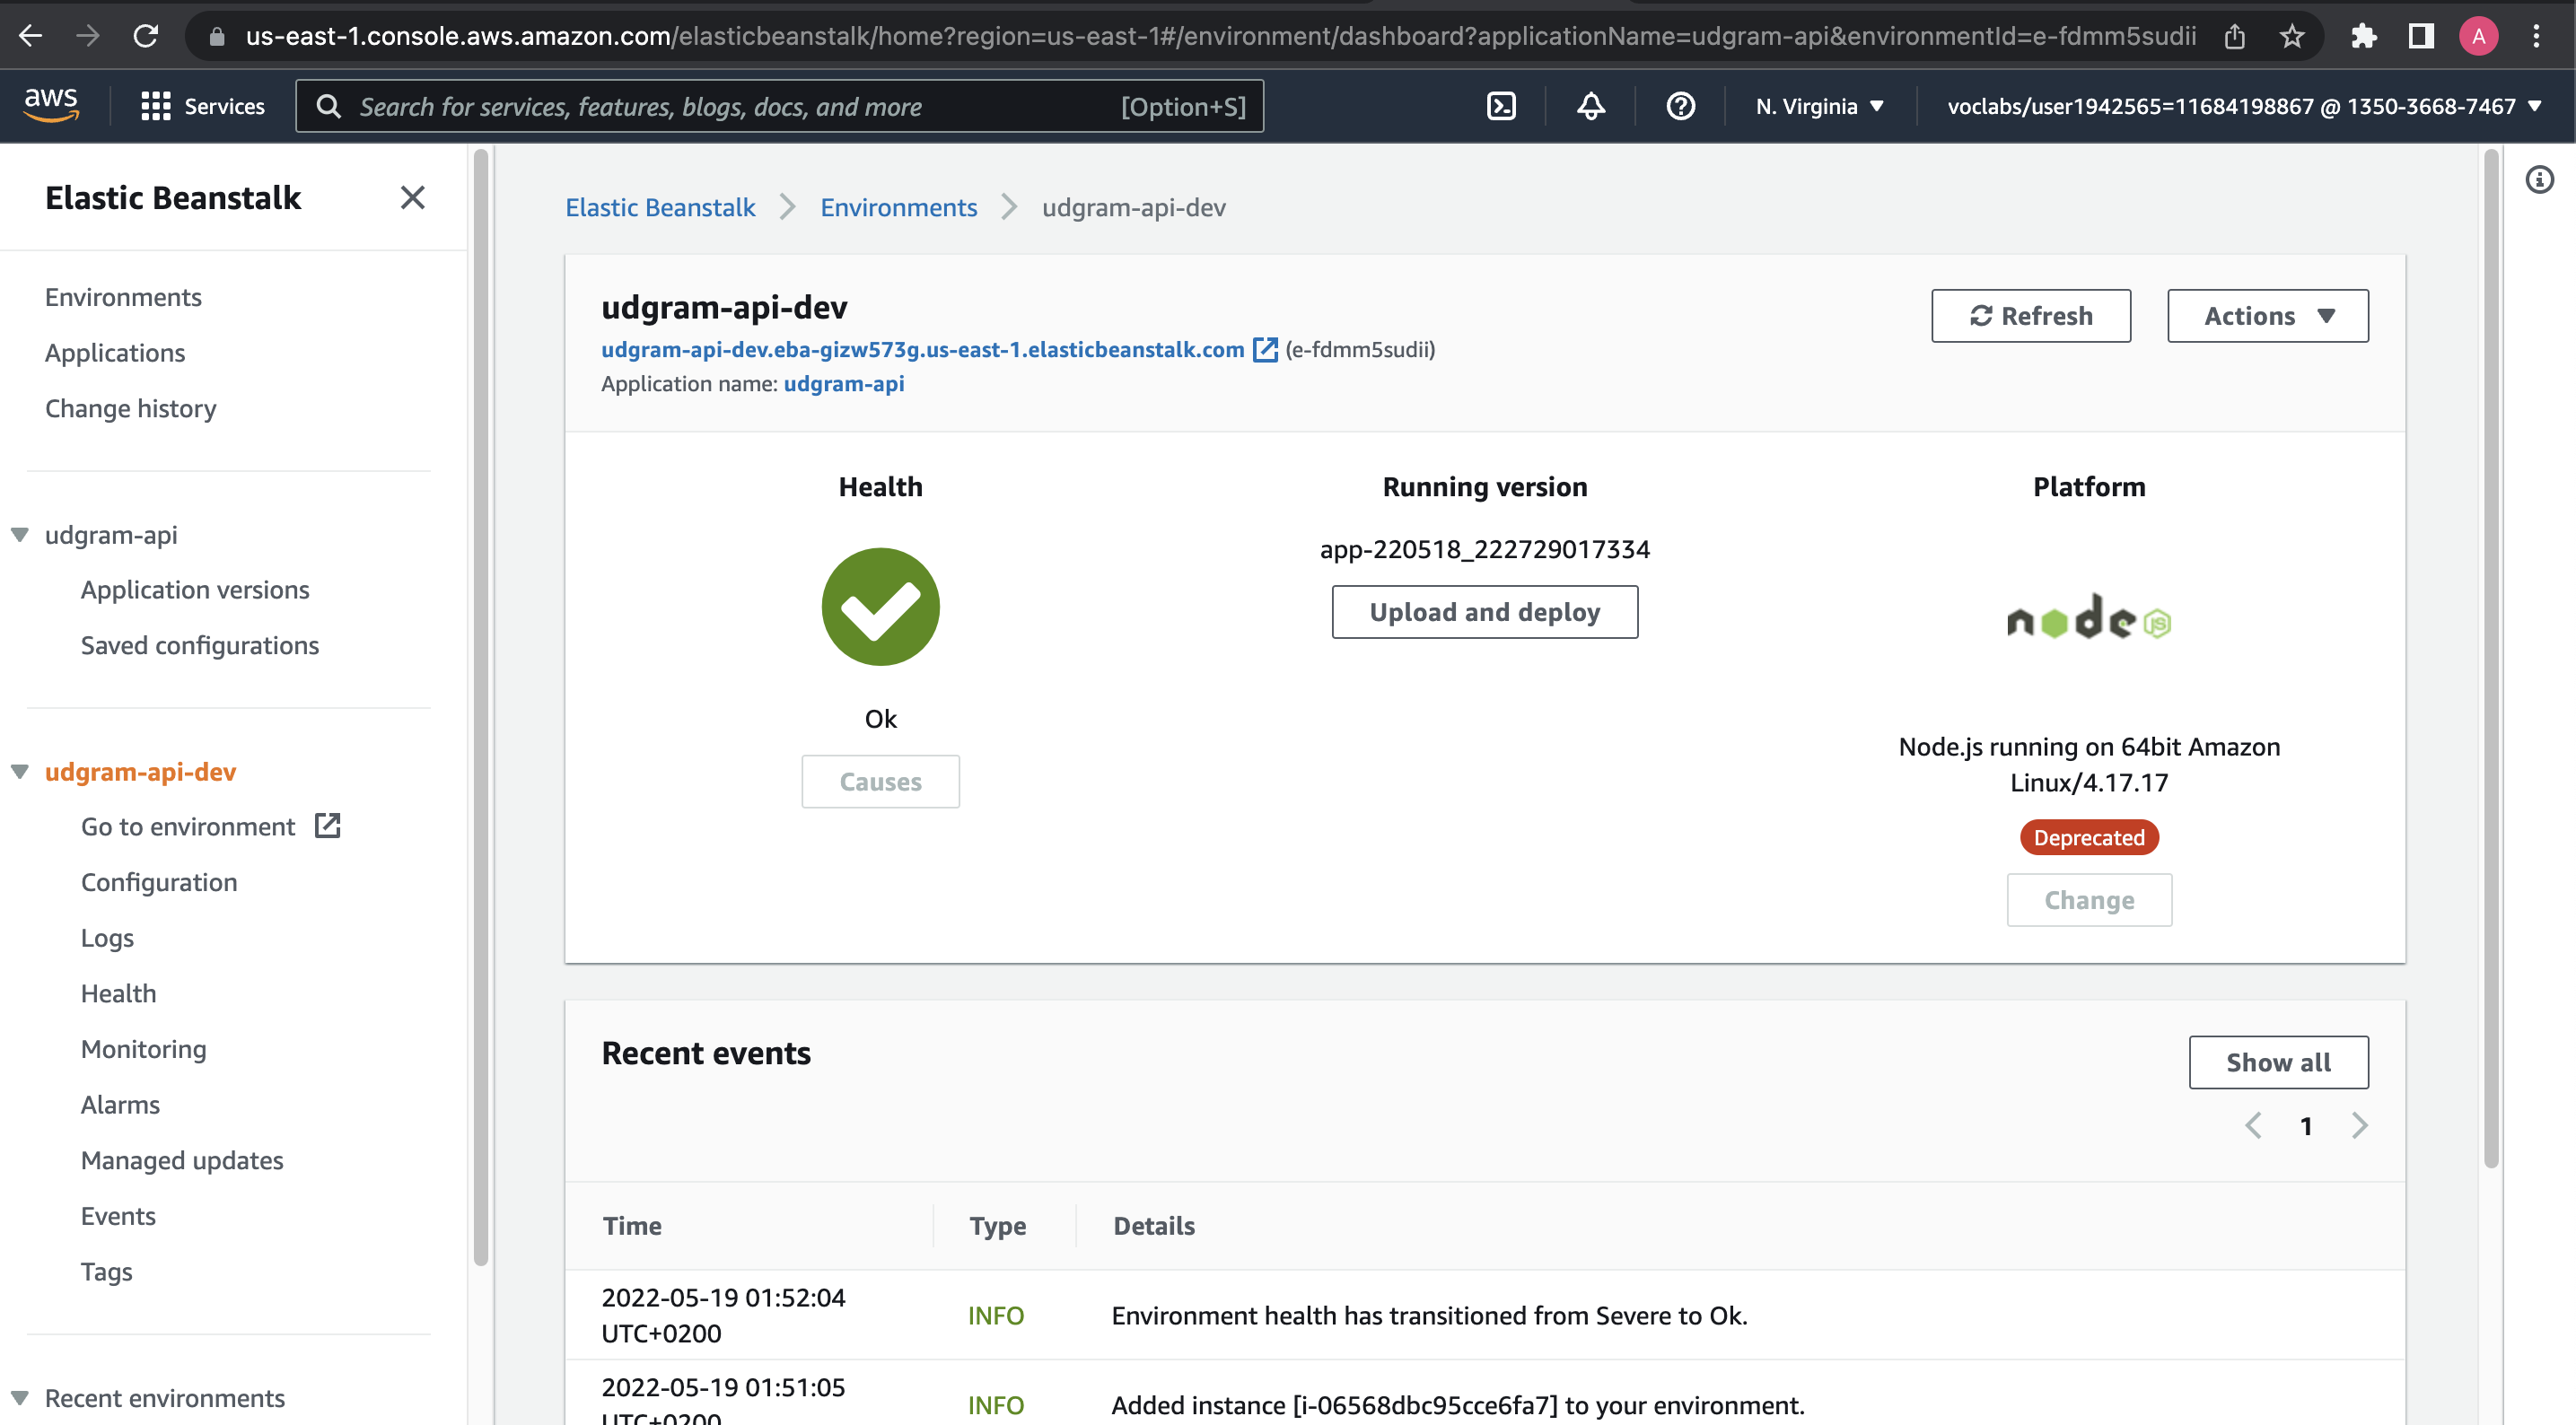 us-east-1.console.aws.amazon.com/elasticbeanstalk/home?region=us-east-1#/environment/dashboard?applicationName=udgram-api&environmentId=e-fdmm5sudii
A
aws
Services
Search for services, features, blogs, docs, and more [Option+S]
N. Virginia
voclabs/user1942565=11684198867 @ 1350-3668-7467
Elastic Beanstalk
Environments
Applications
Change history
udgram-api
Application versions
Saved configurations
udgram-api-dev
Go to environment
Configuration
Logs
Health
Monitoring
Alarms
Managed updates
Events
Tags
Recent environments
Elastic Beanstalk
Environments
udgram-api-dev
udgram-api-dev
udgram-api-dev.eba-gizw573g.us-east-1.elasticbeanstalk.com (e-fdmm5sudii)
Application name: udgram-api
Refresh
Actions
Health
Ok
Causes
Running version
app-220518_222729017334
Upload and deploy
Platform
node JS
Node.js running on 64bit Amazon
Linux/4.17.17
Deprecated
Change
Recent events
Show all
1
Time Type Details
2022-05-19 01:52:04
UTC+0200
INFO
Environment health has transitioned from Severe to Ok.
2022-05-19 01:51:05
UTC+0200
INFO
Added instance [i-06568dbc95cce6fa7] to your environment.